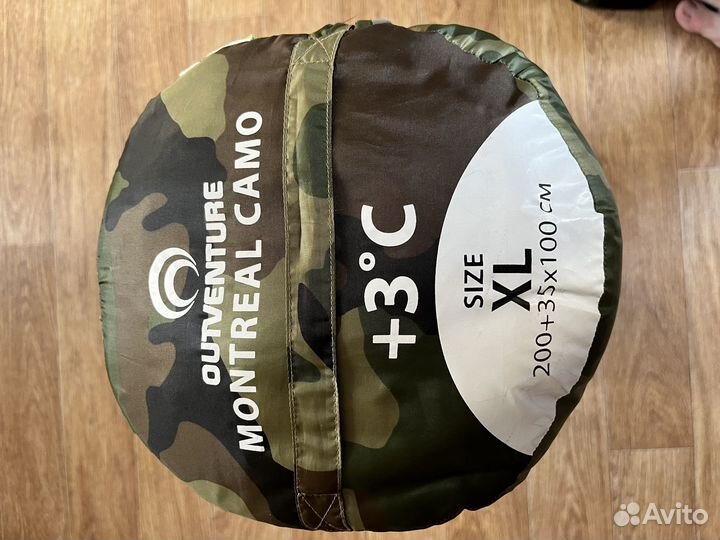 OUTVENTURE
MONTREAL CAMO
+3°C
SIZE
XL
200+35x100 см
Avito